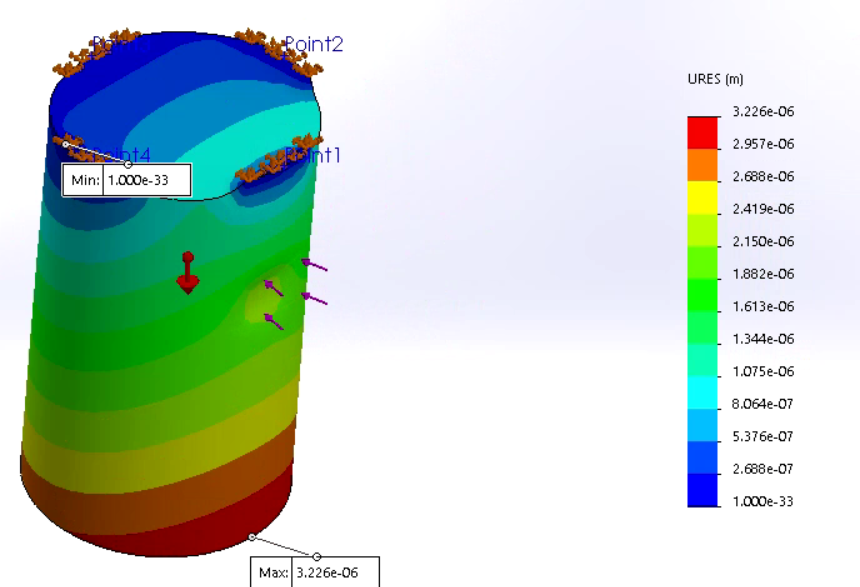 Point3
Point2
Point4
Point1
Min: 1.000e-33
Max: 3.226e-06
URES (m)
3.226e-06
2.957e-06
2.688e-06
2.419e-06
2.150e-06
1.882e-06
1.613e-06
1.344e-06
1.075e-06
8.064e-07
5.376e-07
2.688e-07
1.000e-33